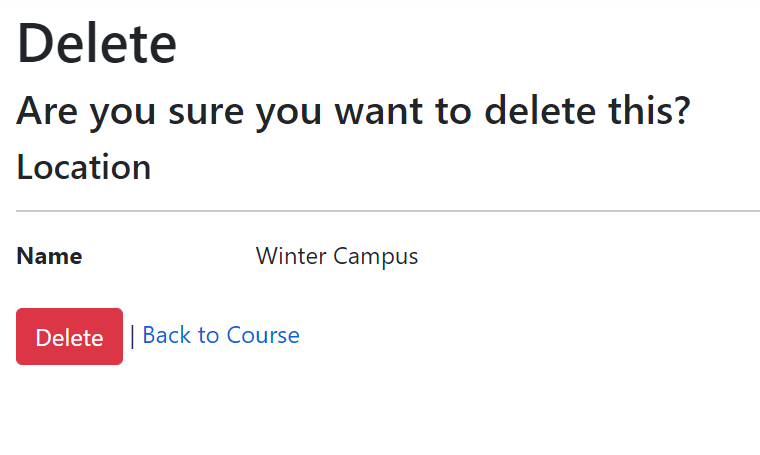 Delete
Are you sure you want to delete this?
Location
Name Winter Campus
Delete | Back to Course